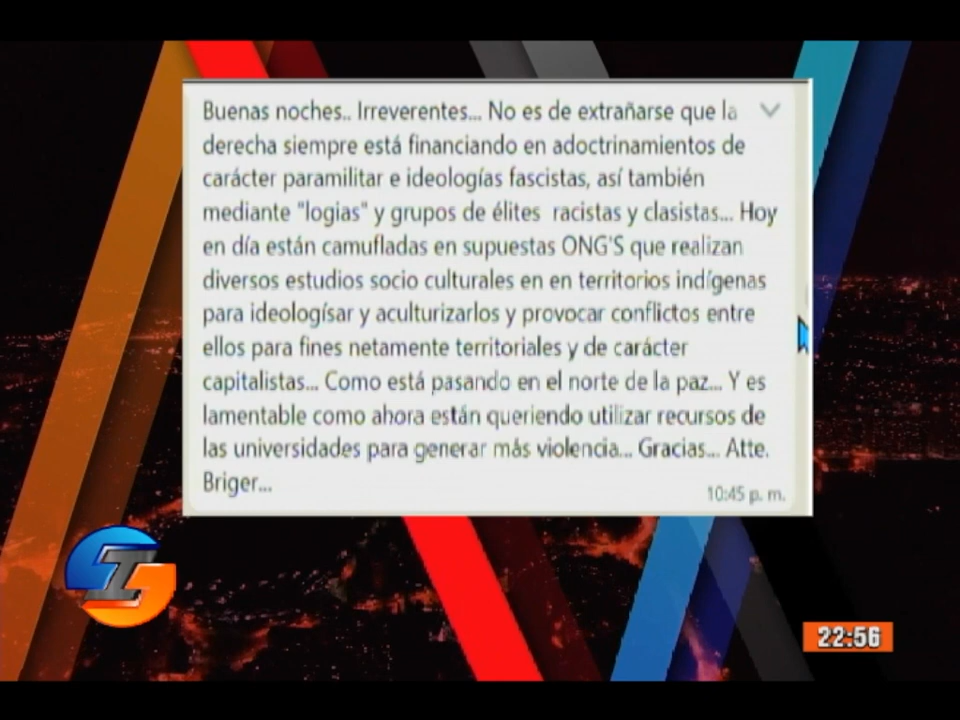 Buenas noches.. Irreverentes... No es de extrañarse que la
derecha siempre está financiando en adoctrinamientos de
carácter paramilitar e ideologías fascistas, así también
mediante "logias" y grupos de élites racistas y clasistas... Hoy
en día están camufladas en supuestas ONG'S que realizan
diversos estudios socio culturales en en territorios indígenas
para ideologísar y aculturizarlos y provocar conflictos entre
ellos para fines netamente territoriales y de carácter
capitalistas... Como está pasando en el norte de la paz... Y es
lamentable como ahora están queriendo utilizar recursos de
las universidades para generar más violencia... Gracias... Atte.
Briger...
10:45 p. m.
22:56